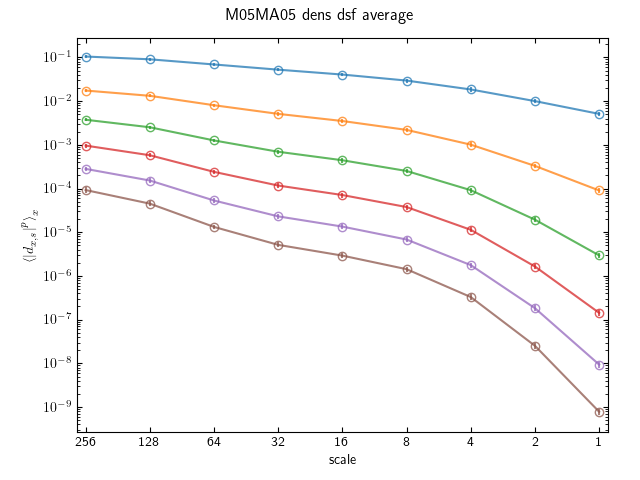 M05MA05 dens dsf average
10⁻¹
10⁻²
10⁻³
10⁻⁴
10⁻⁵
10⁻⁶
10⁻⁷
10⁻⁸
10⁻⁹
⟨|d_{x,s}|^p⟩_x
256 128 64 32 16 8 4 2 1
scale